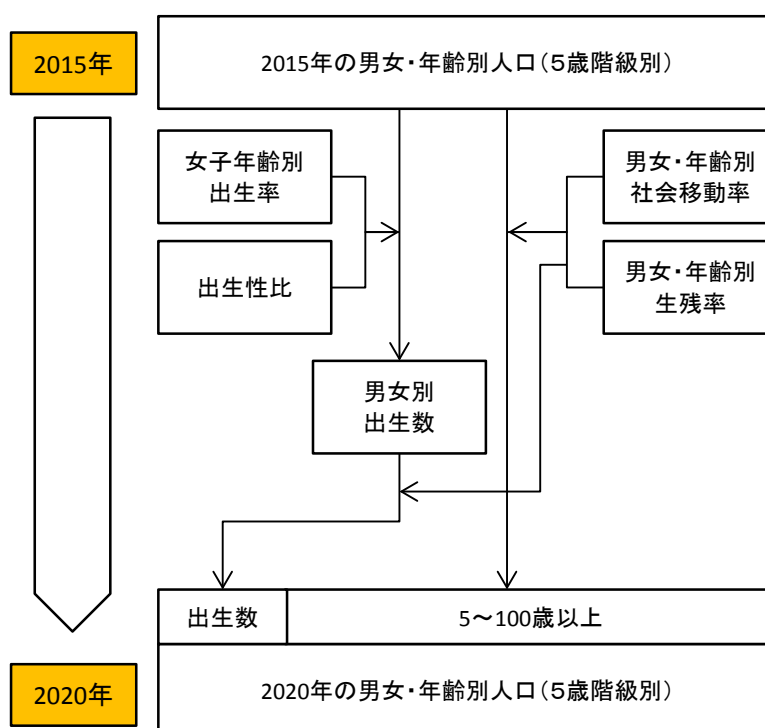 2015年
2015年の男女・年齢別人口(5歳階級別)
女子年齢別
出生率
男女・年齢別
社会移動率
出生性比
男女・年齢別
生残率
男女別
出生数
出生数
5~100歳以上
2020年
2020年の男女・年齢別人口(5歳階級別)